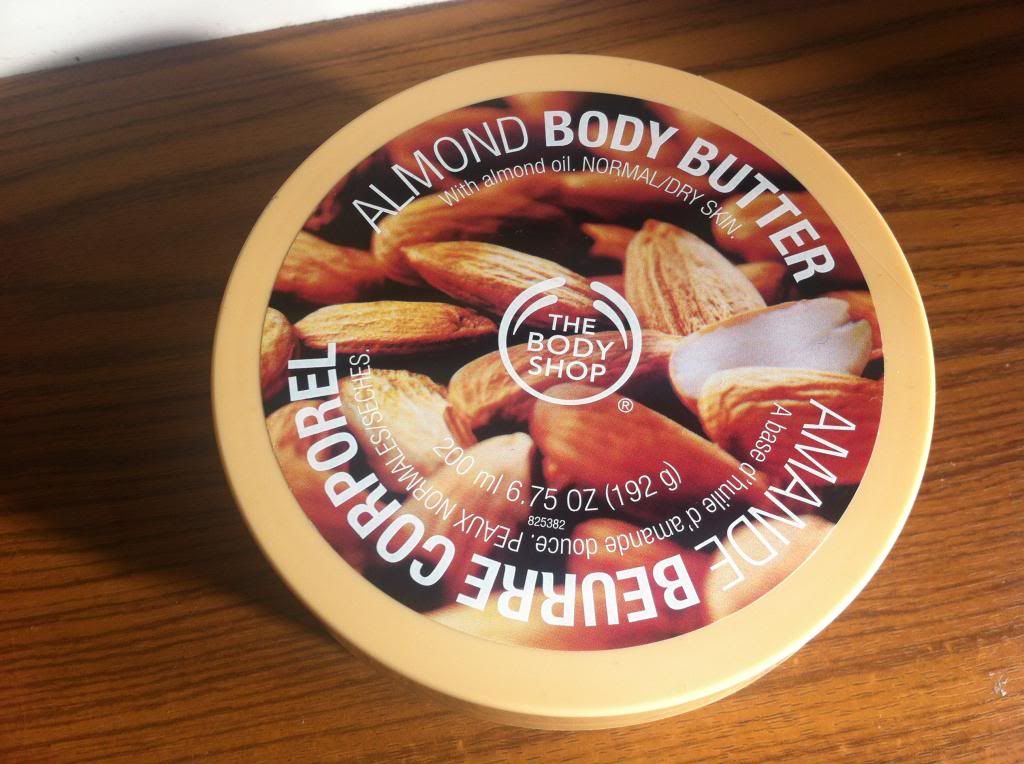 ALMOND BODY BUTTER
With almond oil. NORMAL/DRY SKIN.
THE
BODY
SHOP
®
200 ml 6.75 OZ (192 g)
825382
AMANDE BEURRE CORPOREL
A base d'huile d'amande douce. PEAUX NORMALES/SÈCHES.